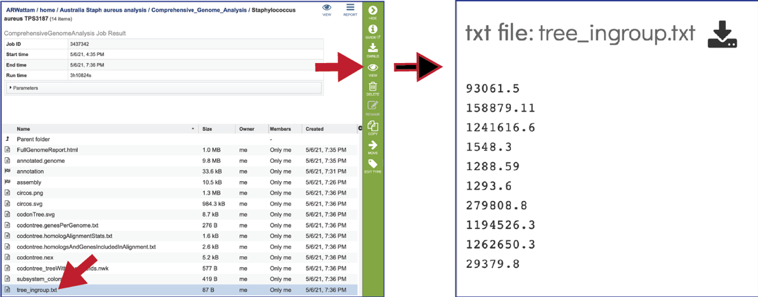 ARWattam / home / Australia Staph aureus analysis / Comprehensive_Genome_Analysis / Staphylococcus
aureus TPS3187 (14 items)
VIEW REPORT
ComprehensiveGenomeAnalysis Job Result
Job ID 3437342
Start time 5/6/21, 4:35 PM
End time 5/6/21, 7:35 PM
Run time 3h10824s
Parameters
HIDE
GUIDE
DWNLD
VIEW
DELETE
RENAME
COPY
MOVE
EDIT TYPE
Name Size Owner Members Created
Parent folder -
FullGenomeReport.html 1.0 MB me Only me 5/6/21, 7:35 PM
annotated.genome 9.8 MB me Only me 5/6/21, 7:35 PM
annotation 33.6 kB me Only me 5/6/21, 7:31 PM
assembly 10.5 kB me Only me 5/6/21, 7:26 PM
circos.png 1.3 MB me Only me 5/6/21, 7:36 PM
circos.svg 984.3 kB me Only me 5/6/21, 7:36 PM
codonTree.svg 8.7 kB me Only me 5/6/21, 7:36 PM
codontree.genesPerGenome.txt 276 B me Only me 5/6/21, 7:36 PM
codontree.homologAlignmentStats.txt 1.6 kB me Only me 5/6/21, 7:36 PM
codontree.homologsAndGenesIncludedInAlignment.txt 2.6 kB me Only me 5/6/21, 7:36 PM
codontree.nex 5.2 kB me Only me 5/6/21, 7:36 PM
codontree_treeWith 577 B me Only me 5/6/21, 7:36 PM
subsystem_colo 419 B me Only me 5/6/21, 7:36 PM
tree_ingroup.txt 87 B me Only me 5/6/21, 7:36 PM
txt file: tree_ingroup.txt
93061.5
158879.11
1241616.6
1548.3
1288.59
1293.6
279808.8
1194526.3
1262650.3
29379.8